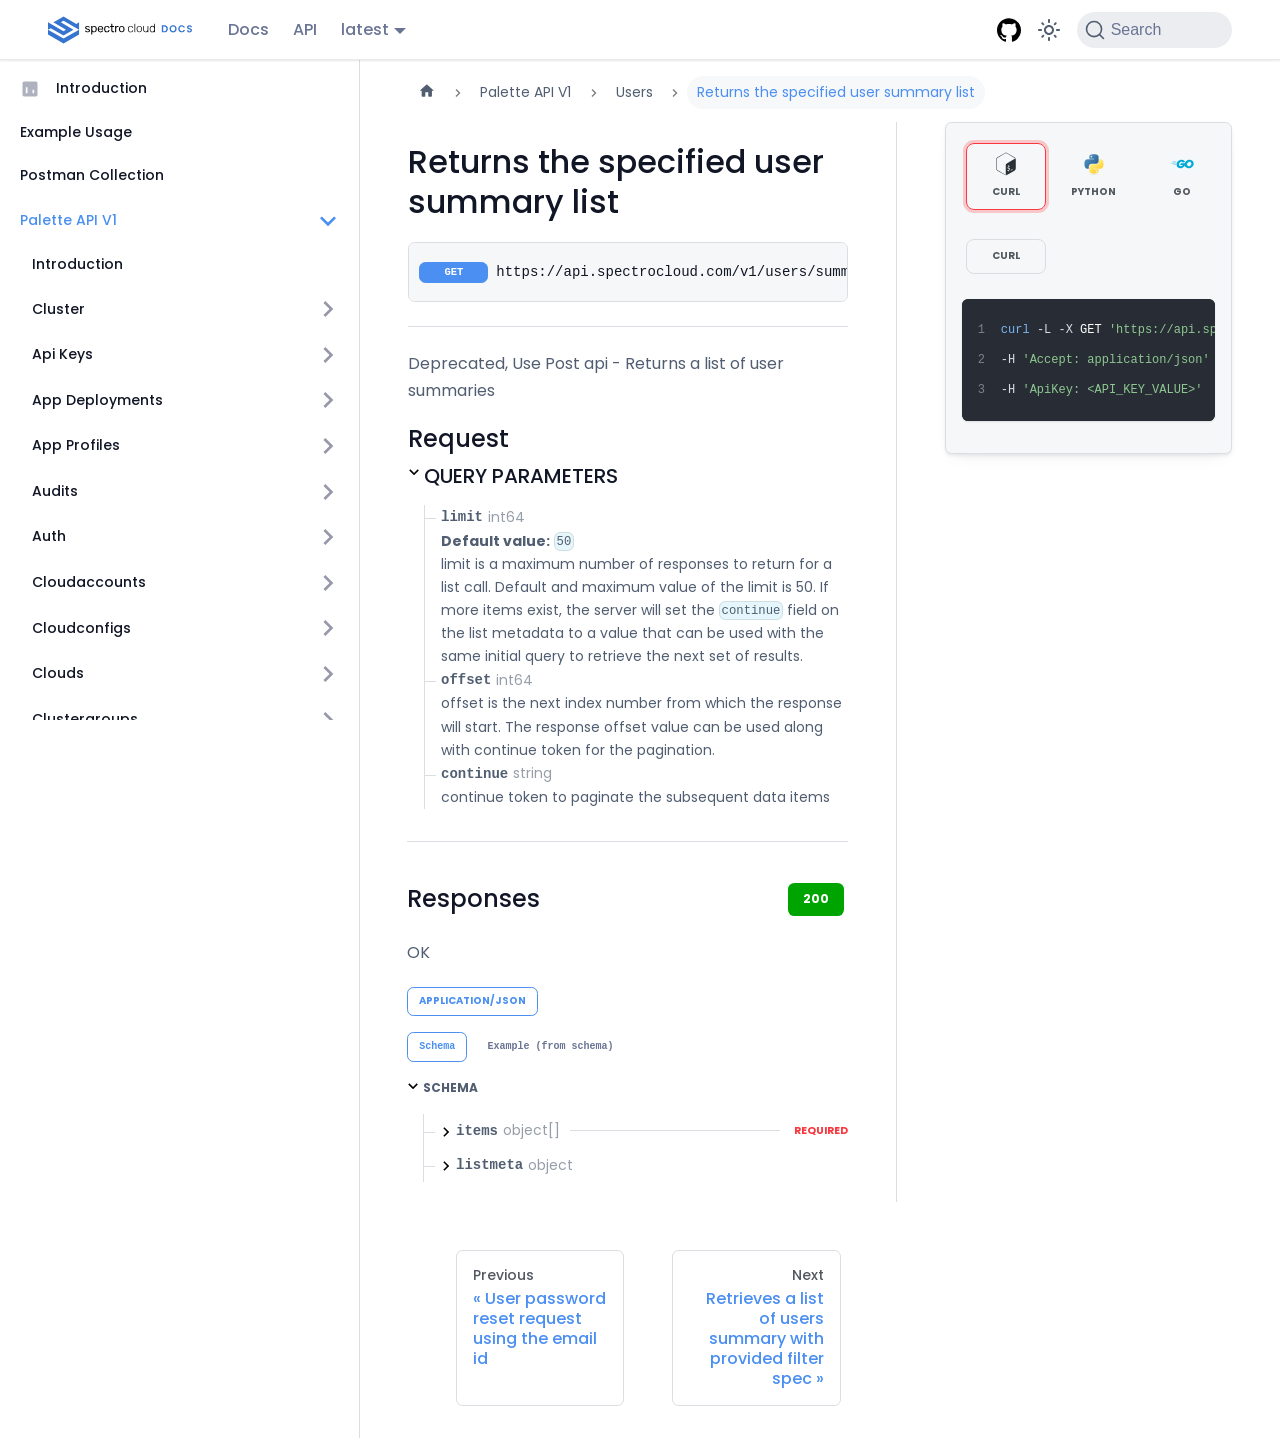 spectro cloud DOCS
Docs
API
latest
Search
Introduction
Example Usage
Postman Collection
Palette API V1
Introduction
Cluster
Api Keys
App Deployments
App Profiles
Audits
Auth
Cloudaccounts
Cloudconfigs
Clouds
Clustergroups
Palette API V1
Users
Returns the specified user summary list
Returns the specified user
summary list
GET https://api.spectrocloud.com/v1/users/summ
Deprecated, Use Post api - Returns a list of user
summaries
Request
QUERY PARAMETERS
limit int64
Default value: 50
limit is a maximum number of responses to return for a
list call. Default and maximum value of the limit is 50. If
more items exist, the server will set the continue field on
the list metadata to a value that can be used with the
same initial query to retrieve the next set of results.
offset int64
offset is the next index number from which the response
will start. The response offset value can be used along
with continue token for the pagination.
continue string
continue token to paginate the subsequent data items
Responses
200
OK
APPLICATION/JSON
Schema
Example (from schema)
SCHEMA
items object[] REQUIRED
listmeta object
CURL
PYTHON
GO
CURL
1 curl -L -X GET 'https://api.sp
2 -H 'Accept: application/json'
3 -H 'ApiKey: <API_KEY_VALUE>'
Previous
« User password
reset request
using the email
id
Next
Retrieves a list
of users
summary with
provided filter
spec »